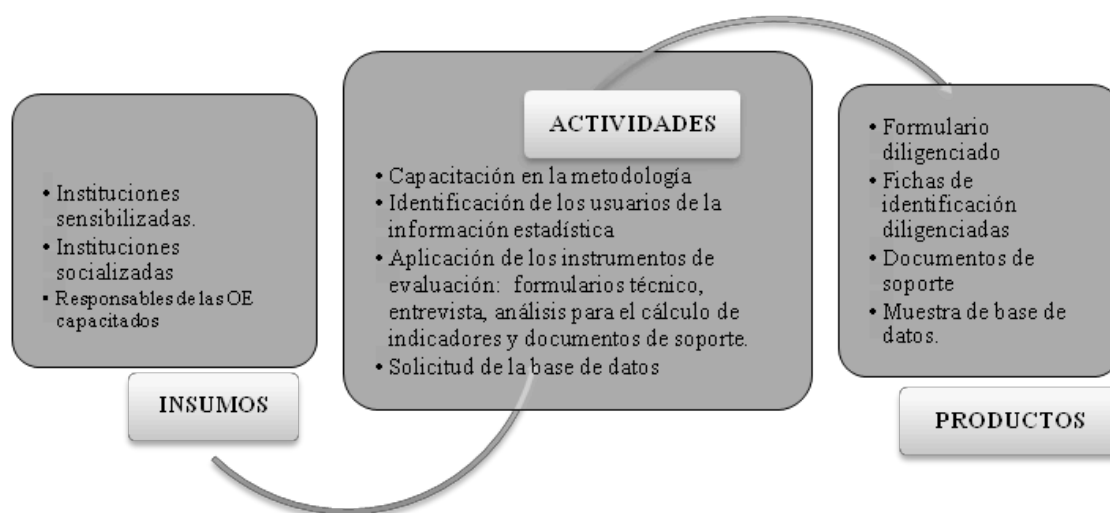 • Instituciones
sensibilizadas.
• Instituciones
socializadas
▪ Responsables de las OE
capacitados
INSUMOS
ACTIVIDADES
• Capacitación en la metodología
• Identificación de los usuarios de la
información estadística
• Aplicación de los instrumentos de
evaluación: formularios técnico,
entrevista, análisis para el cálculo de
indicadores y documentos de soporte.
• Solicitud de la base de datos
• Formulario
diligenciado
• Fichas de
identificación
diligenciadas
• Documentos de
soporte
• Muestra de base de
datos.
PRODUCTOS